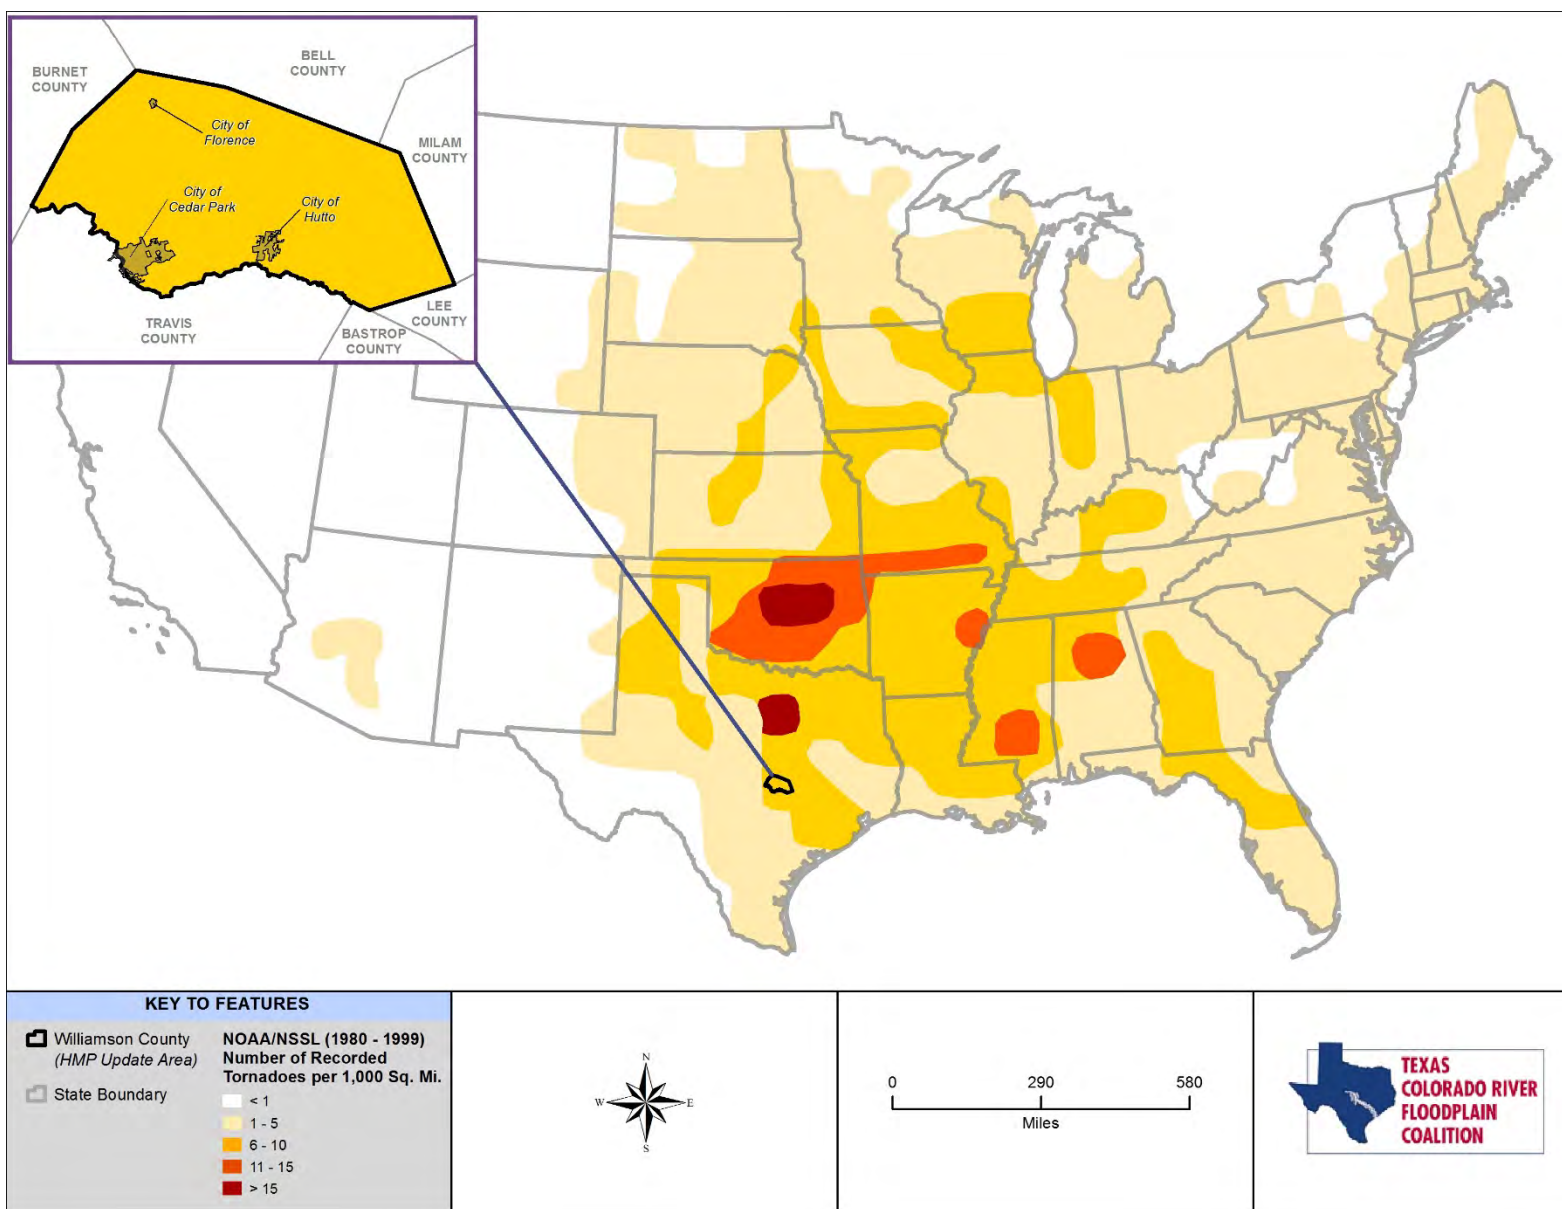 BURNET
COUNTY
BELL
COUNTY
MILAM
COUNTY
City of
Florence
City of
Cedar Park
City of
Hutto
TRAVIS
COUNTY
BASTROP
COUNTY
LEE
COUNTY
KEY TO FEATURES
Williamson County
(HMP Update Area)
State Boundary
NOAA/NSSL (1980 - 1999)
Number of Recorded
Tornadoes per 1,000 Sq. Mi.
< 1
1 - 5
6 - 10
11 - 15
> 15
N
W
E
S
0 290 580
Miles
TEXAS
COLORADO RIVER
FLOODPLAIN
COALITION